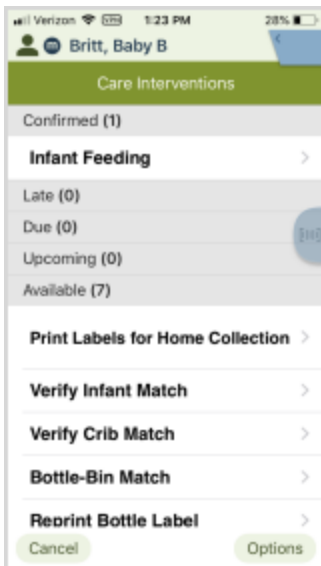 Verizon VPN 1:23 PM 28%
Britt, Baby B
Care Interventions
Confirmed (1)
Infant Feeding
Late (0)
Due (0)
Upcoming (0)
Available (7)
Print Labels for Home Collection
Verify Infant Match
Verify Crib Match
Bottle-Bin Match
Reprint Bottle Label
Cancel Options